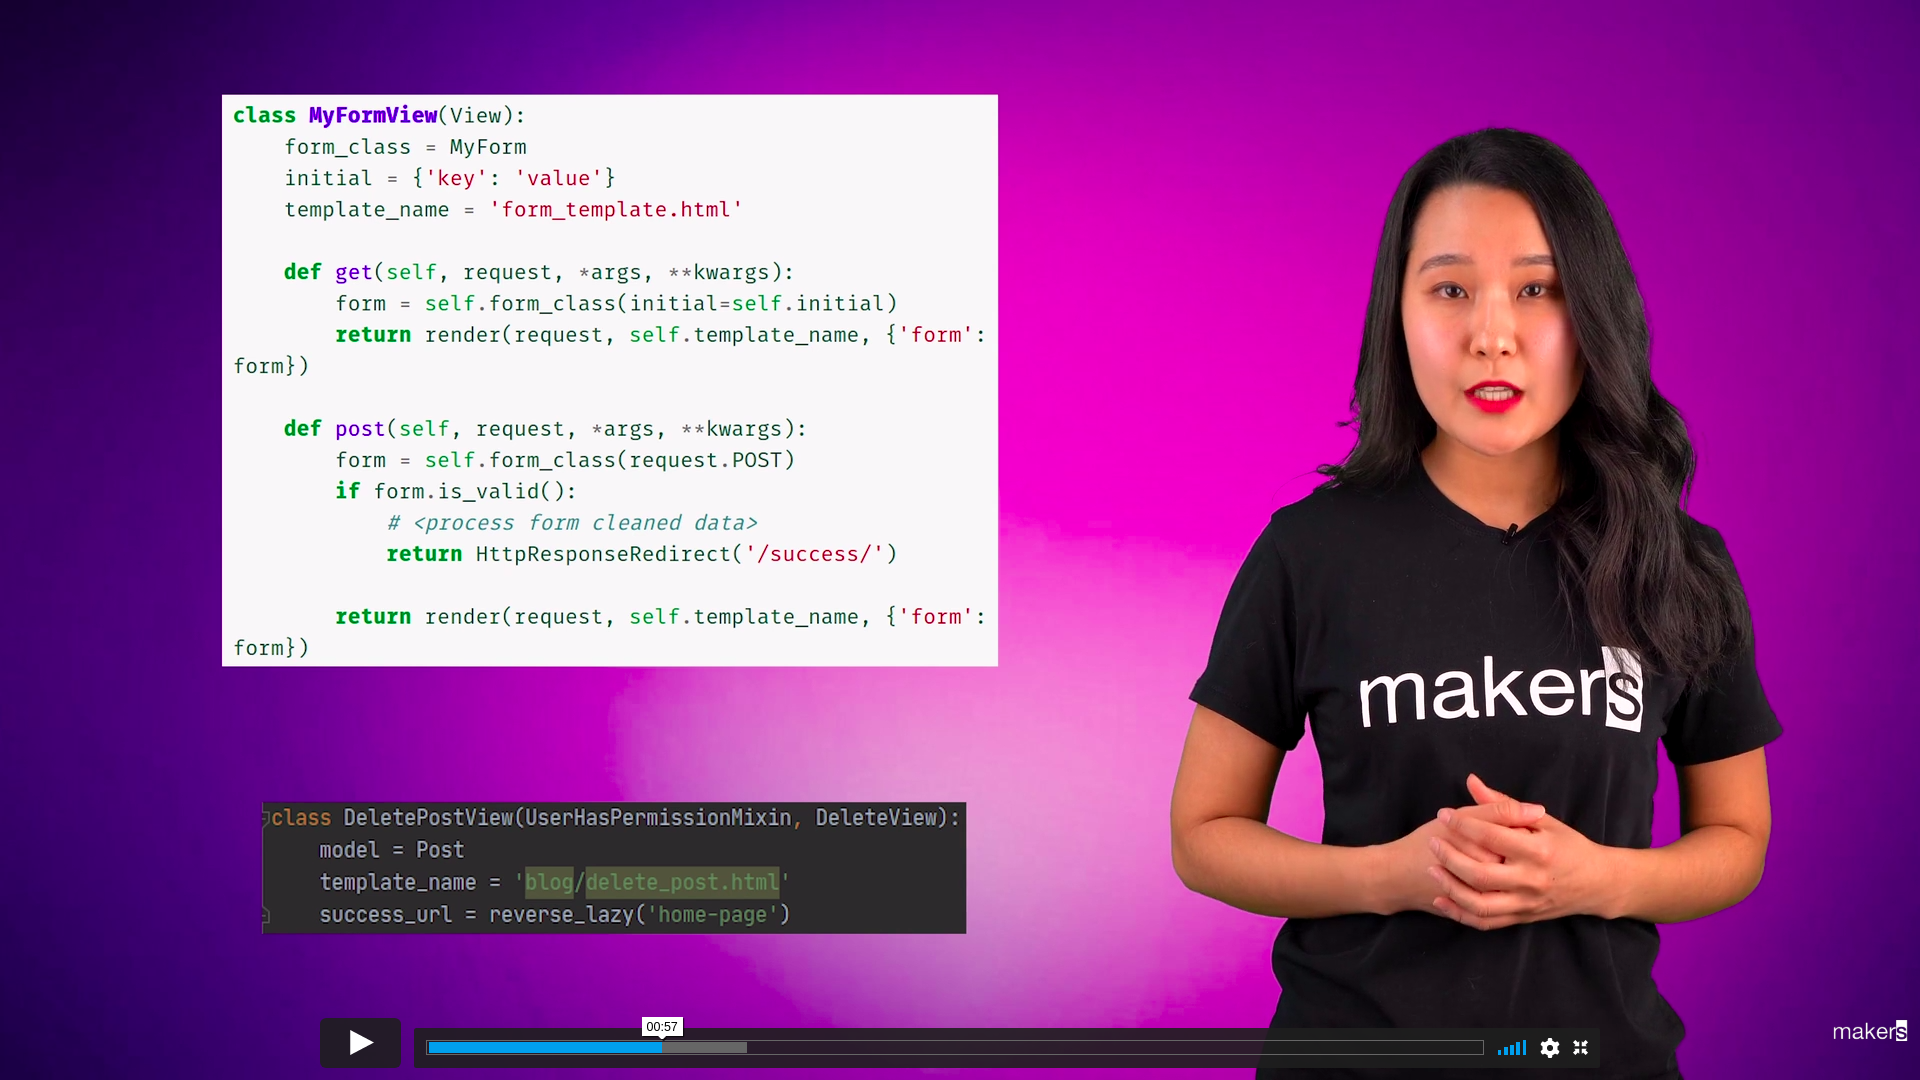 class MyFormView(View):
    form_class = MyForm
    initial = {'key': 'value'}
    template_name = 'form_template.html'
    def get(self, request, *args, **kwargs):
        form = self.form_class(initial=self.initial)
        return render(request, self.template_name, {'form':
form})
    def post(self, request, *args, **kwargs):
        form = self.form_class(request.POST)
        if form.is_valid():
            # <process form cleaned data>
            return HttpResponseRedirect('/success/')
        return render(request, self.template_name, {'form':
form})
makers
class DeletePostView(UserHasPermissionMixin, DeleteView):
    model = Post
    template_name = 'blog/delete_post.html'
    success_url = reverse_lazy('home-page')
00:57
makers